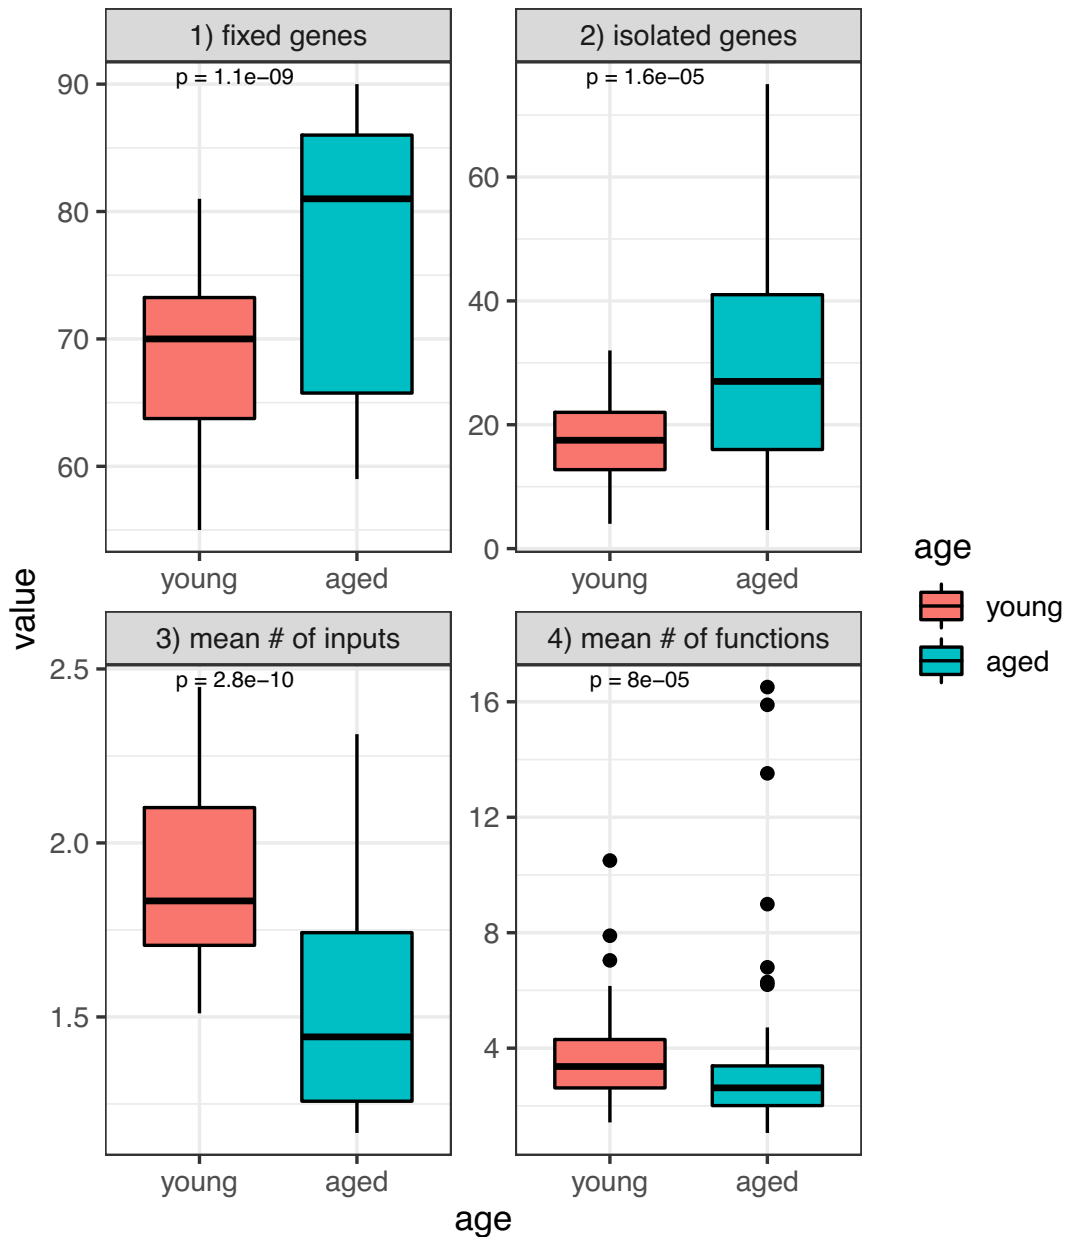 1) fixed genes
p = 1.1e−09
90
80
70
60
young aged
2) isolated genes
p = 1.6e−05
60
40
20
0
young aged
value
3) mean # of inputs
p = 2.8e−10
2.5
2.0
1.5
young aged
4) mean # of functions
p = 8e−05
16
12
8
4
young aged
age
age
young
aged